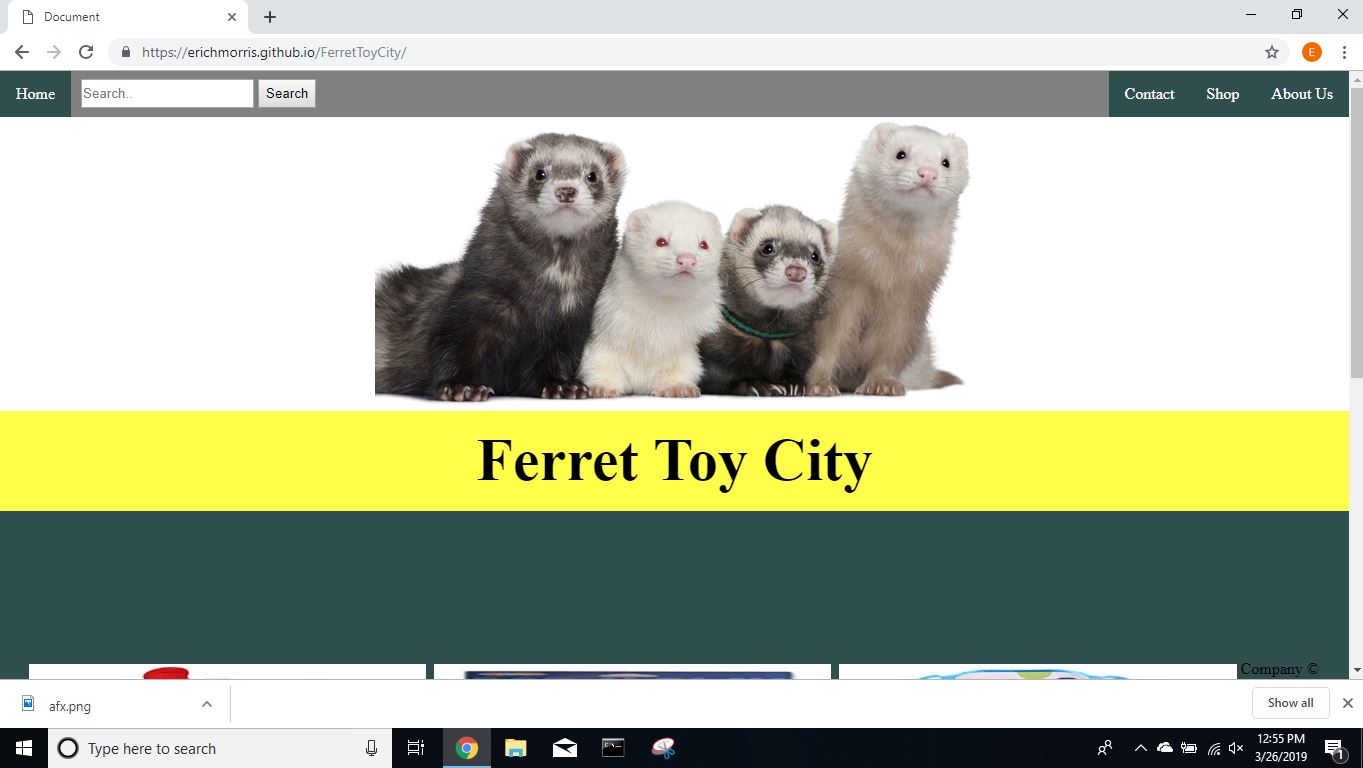 Document
https://erichmorris.github.io/FerretToyCity/
E
Home
Search..
Search
Contact
Shop
About Us
Ferret Toy City
Company ©
afx.png
Show all
Type here to search
12:55 PM
3/26/2019
1